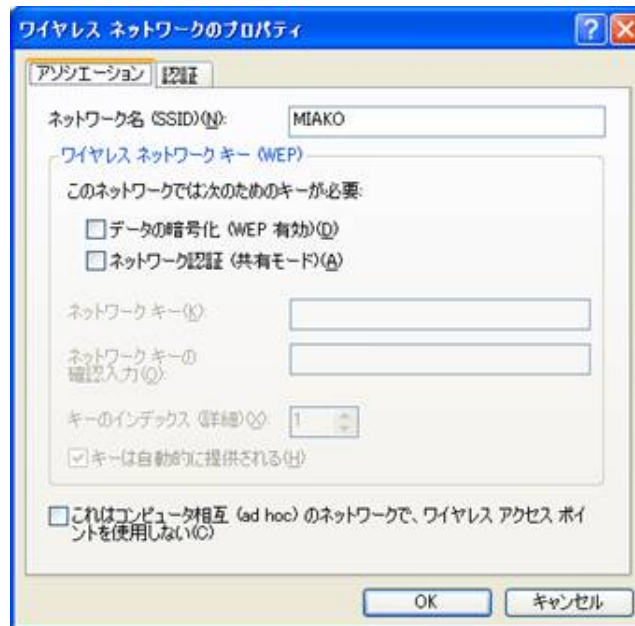 ワイヤレス ネットワークのプロパティ
アソシエーション 認証
ネットワーク名 (SSID)(N): MIAKO
ワイヤレス ネットワーク キー (WEP)
このネットワークでは次のためのキーが必要:
データの暗号化 (WEP 有効)(D)
ネットワーク認証 (共有モード)(A)
ネットワーク キー(K):
ネットワーク キーの
確認入力(O):
キーのインデックス (詳細)(X): 1
キーは自動的に提供される(H)
これはコンピュータ相互 (ad hoc) のネットワークで、ワイヤレス アクセス ポイ
ントを使用しない(C)
OK キャンセル